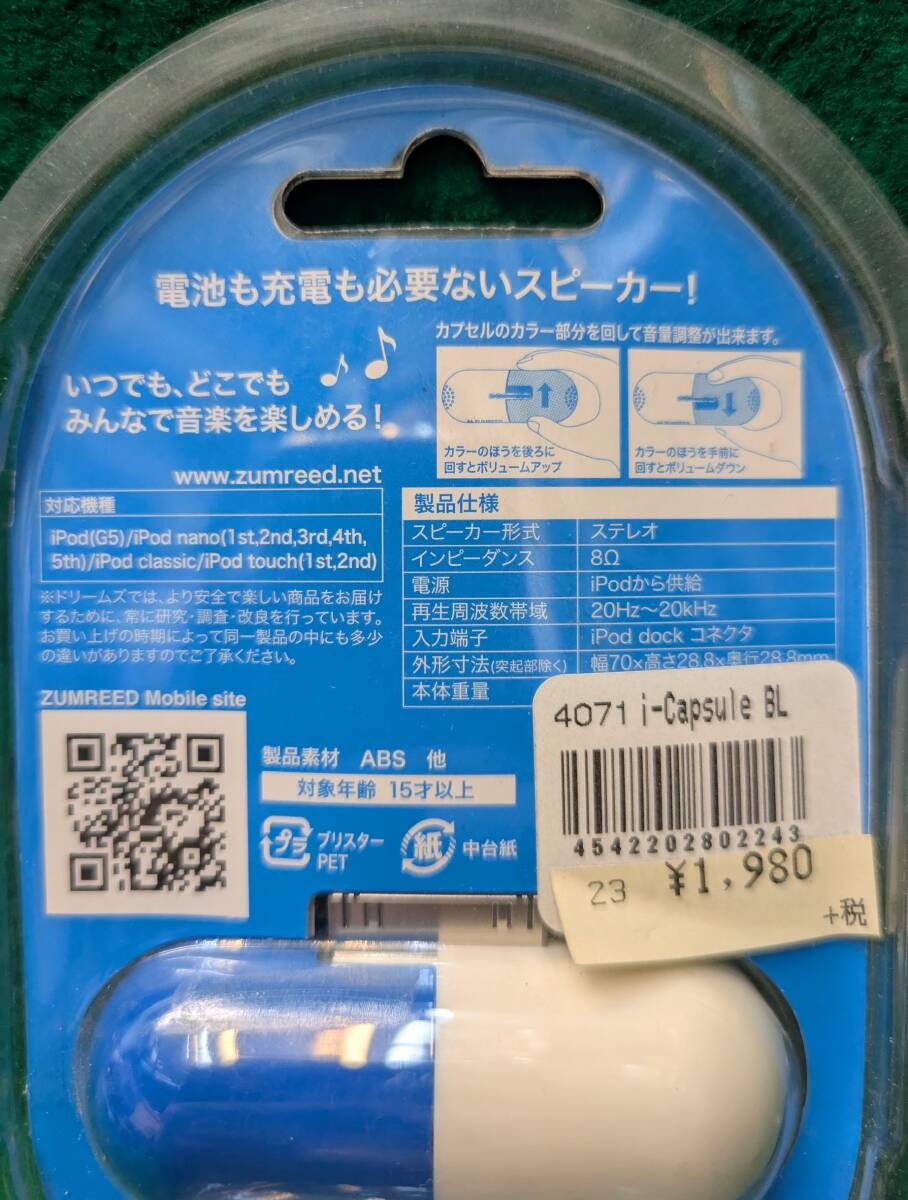 電池も充電も必要ないスピーカー!
いつでも、どこでも
みんなで音楽を楽しめる!
www.zumreed.net
カプセルのカラー部分を回して音量調整が出来ます。
カラーのほうを後ろに
回すとボリュームアップ
カラーのほうを手前に
回すとボリュームダウン
対応機種
iPod(G5)/iPod nano(1st,2nd,3rd,4th,
5th)/iPod classic/iPod touch(1st,2nd)
※ドリームズでは、より安全で楽しい商品をお届け
するために、常に研究・調査・改良を行っています。
お買い上げの時期によって同一製品の中にも多少
の違いがありますのでご了承ください。
製品仕様
スピーカー形式 ステレオ
インピーダンス 8Ω
電源 iPodから供給
再生周波数帯域 20Hz〜20kHz
入力端子 iPod dock コネクタ
外形寸法(突起部除く) 幅70×高さ28.8×奥行28.8mm
本体重量
ZUMREED Mobile site
製品素材 ABS 他
対象年齢 15才以上
プラ ブリスター
PET
紙 中台紙
4071 i-Capsule BL
4542202802243
23 ¥1,980
+税